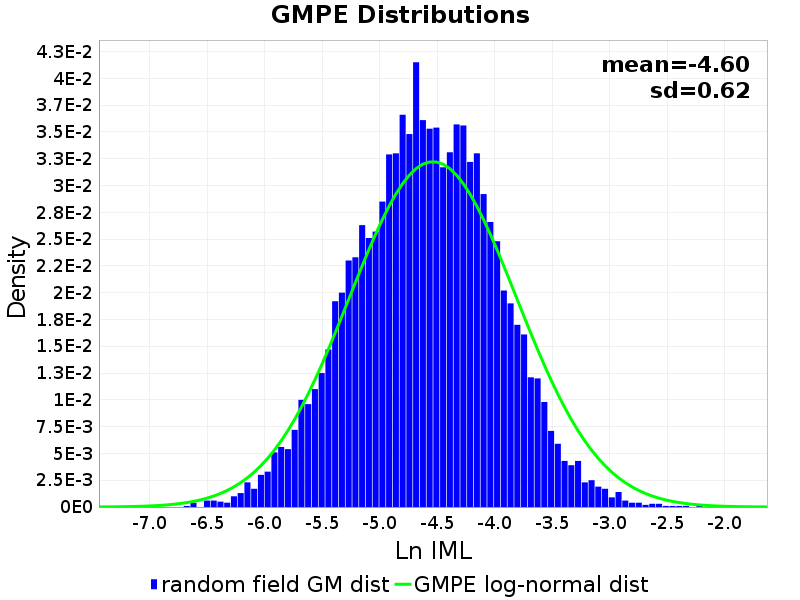 GMPE Distributions
mean=-4.60
sd=0.62
4.3E-2
4E-2
3.7E-2
3.5E-2
3.3E-2
3E-2
2.8E-2
2.5E-2
2.2E-2
2E-2
1.8E-2
1.5E-2
1.3E-2
1E-2
7.5E-3
5E-3
2.5E-3
0E0
Density
-7.0 -6.5 -6.0 -5.5 -5.0 -4.5 -4.0 -3.5 -3.0 -2.5 -2.0
Ln IML
random field GM dist GMPE log-normal dist